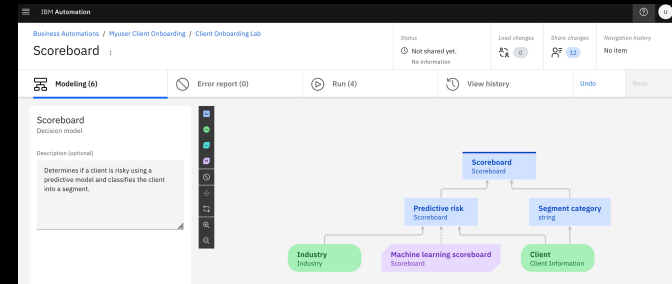 IBM Automation
u
Business Automations / Myuser Client Onboarding / Client Onboarding Lab
Scoreboard
Status
Not shared yet.
No information
Load changes
0
Share changes
12
Navigation history
No item
Modeling (6)
Error report (0)
Run (4)
View history
Undo
Redo
Scoreboard
Decision model
Description (optional)
Determines if a client is risky using a
predictive model and classifies the client
into a segment.
Scoreboard
Scoreboard
Predictive risk
Scoreboard
Segment category
string
Industry
Industry
Machine learning scoreboard
Scoreboard
Client
Client Information